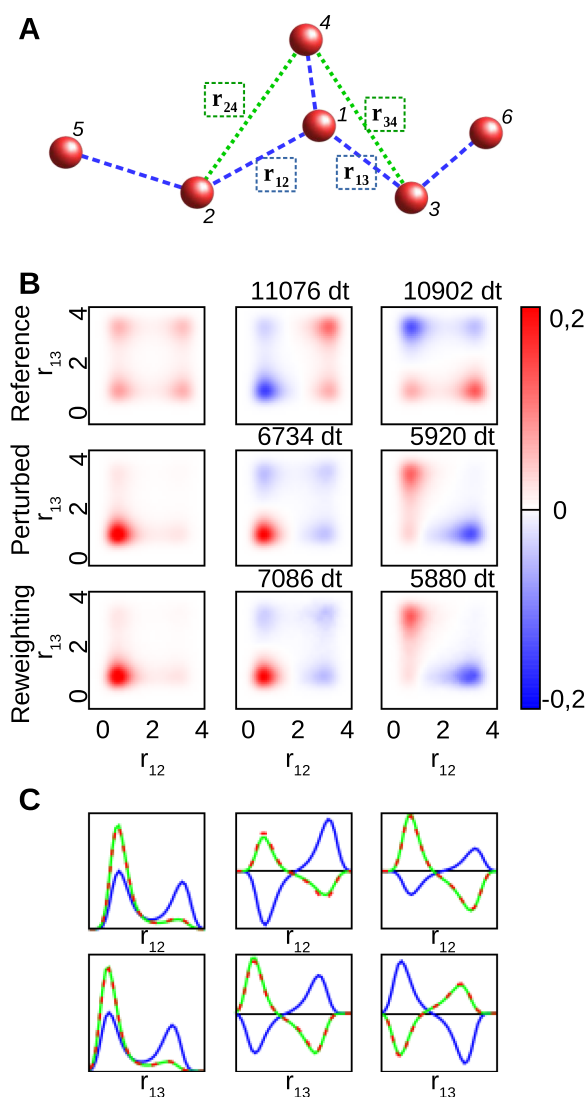 A
4
r24
1
r34
6
5
r12
r13
2
3
B
11076 dt
10902 dt
0,2
Reference
r13
0 2 4
6734 dt
5920 dt
0
Perturbed
r13
0 2 4
7086 dt
5880 dt
Reweighting
r13
0 2 4
-0,2
0 2 4
0 2 4
0 2 4
r12
r12
r12
C
r12
r12
r12
r13
r13
r13